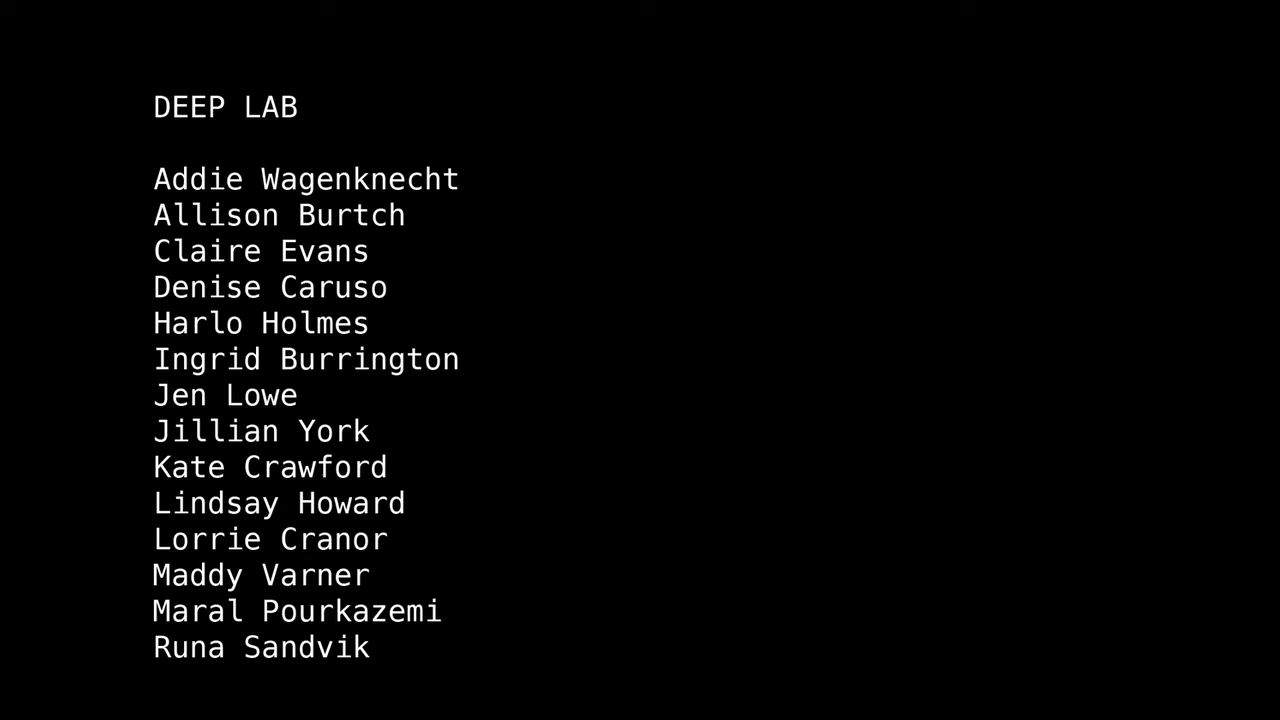 DEEP LAB
Addie Wagenknecht
Allison Burtch
Claire Evans
Denise Caruso
Harlo Holmes
Ingrid Burrington
Jen Lowe
Jillian York
Kate Crawford
Lindsay Howard
Lorrie Cranor
Maddy Varner
Maral Pourkazemi
Runa Sandvik